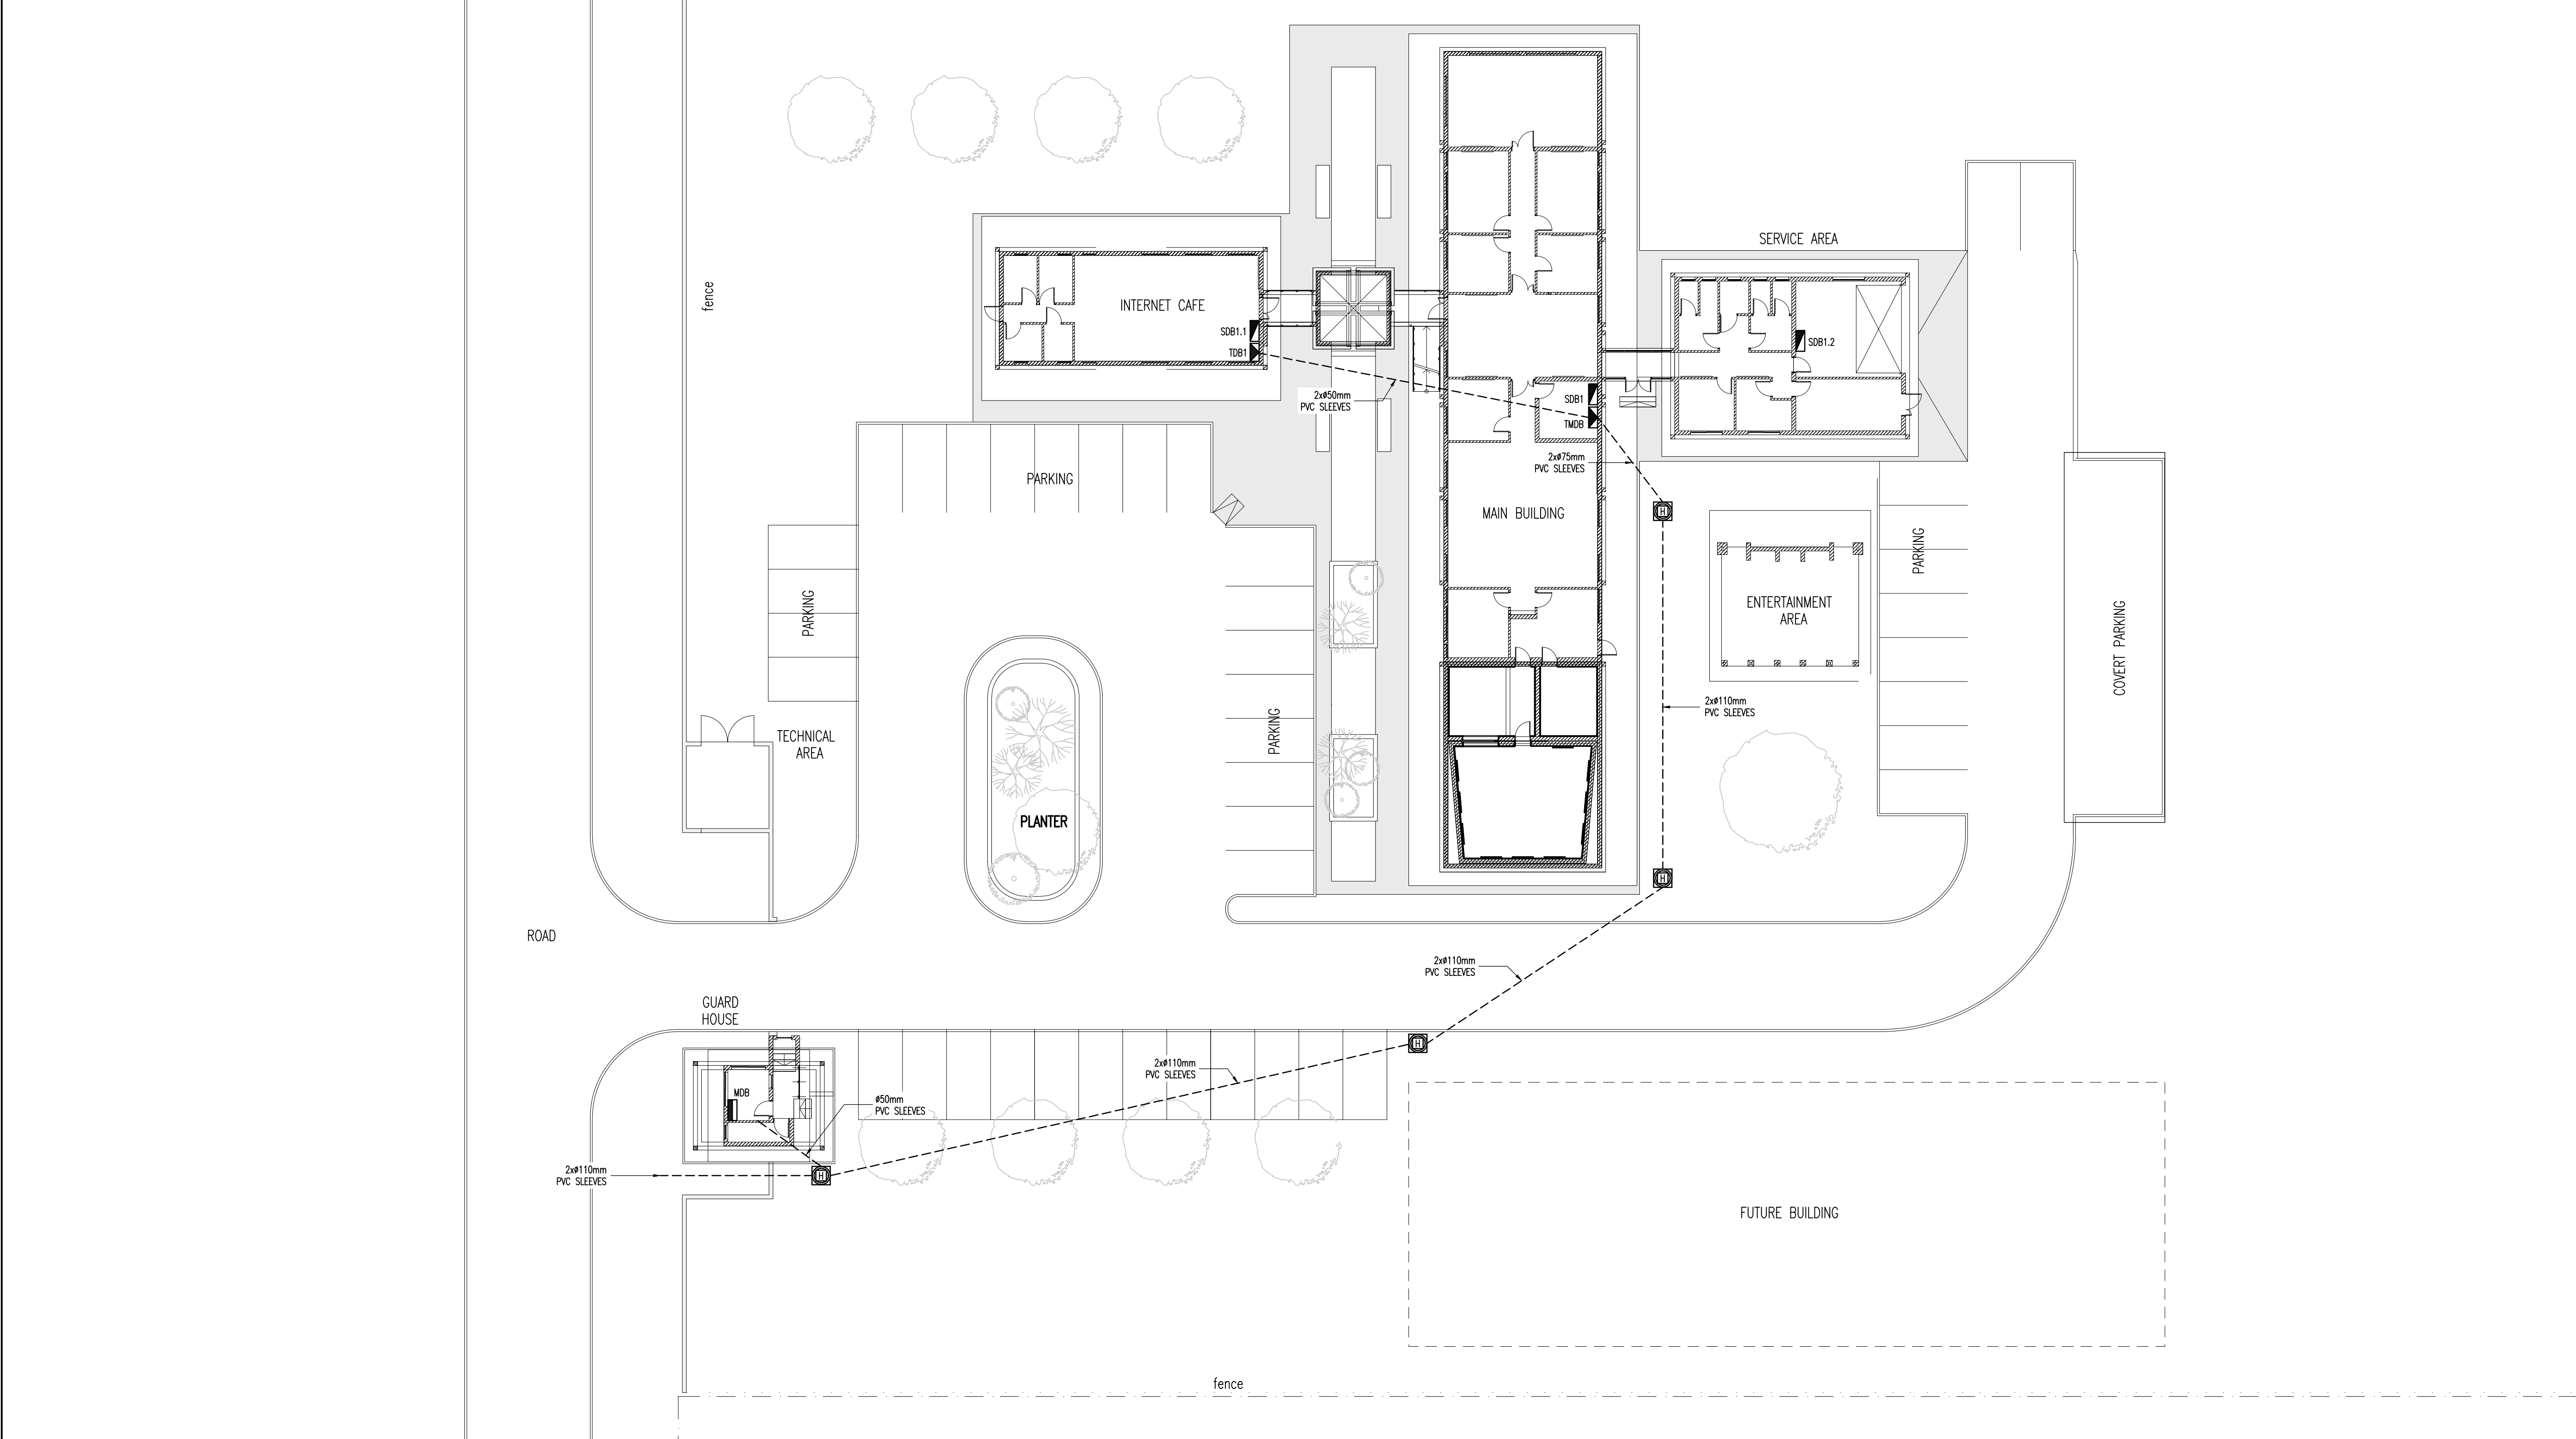 SERVICE AREA
fence
INTERNET CAFE
SDB1.1
TDB1
SDB1.2
2xø50mm
PVC SLEEVES
SDB1
TMDB
2xø75mm
PVC SLEEVES
PARKING
MAIN BUILDING
H
PARKING
PARKING
ENTERTAINMENT
AREA
COVERT PARKING
2xø110mm
PVC SLEEVES
TECHNICAL
AREA
PARKING
PLANTER
H
ROAD
2xø110mm
PVC SLEEVES
GUARD
HOUSE
H
2xø110mm
PVC SLEEVES
MDB
ø50mm
PVC SLEEVES
2xø110mm
PVC SLEEVES
H
FUTURE BUILDING
fence